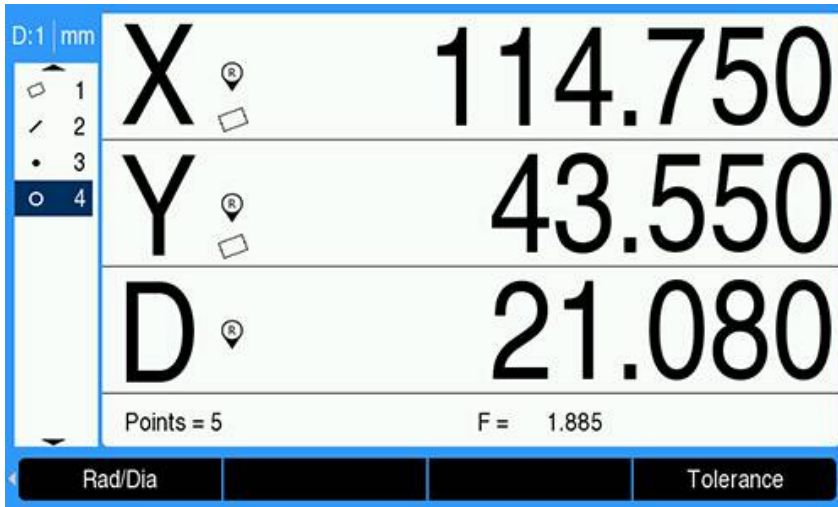 D:1 mm
1
2
3
4
X R 114.750
Y R 43.550
D R 21.080
Points = 5 F = 1.885
Rad/Dia Tolerance